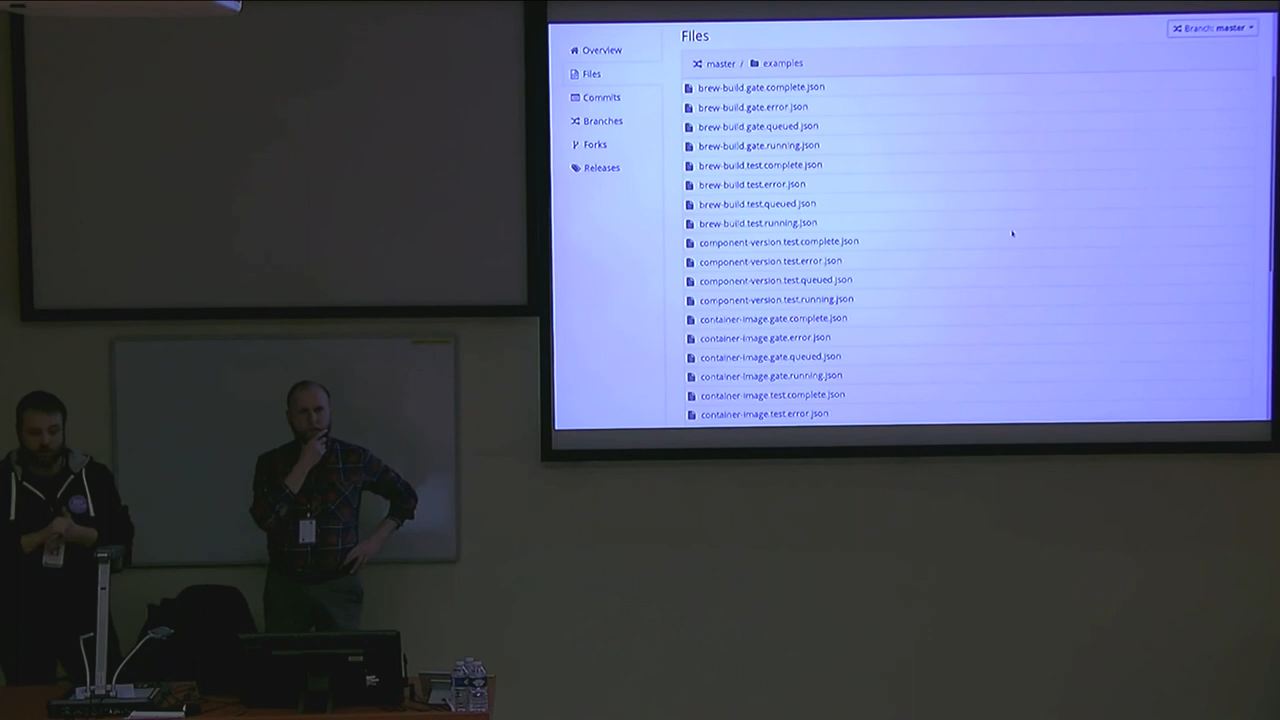 Overview
Files
Commits
Branches
Forks
Releases
Files
Branch: master
master / examples
brew-build.gate.complete.json
brew-build.gate.error.json
brew-build.gate.queued.json
brew-build.gate.running.json
brew-build.test.complete.json
brew-build.test.error.json
brew-build.test.queued.json
brew-build.test.running.json
component-version.test.complete.json
component-version.test.error.json
component-version.test.queued.json
component-version.test.running.json
container-image.gate.complete.json
container-image.gate.error.json
container-image.gate.queued.json
container-image.gate.running.json
container-image.test.complete.json
container-image.test.error.json